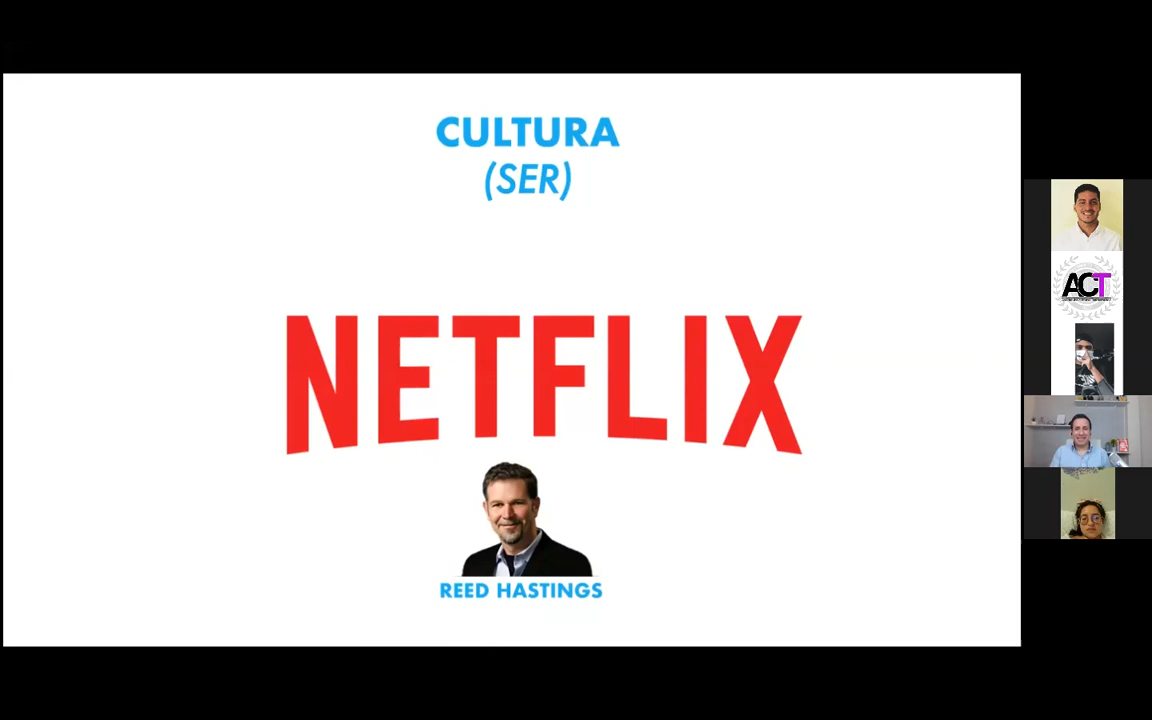 CULTURA
(SER)
NETFLIX
REED HASTINGS
ACT